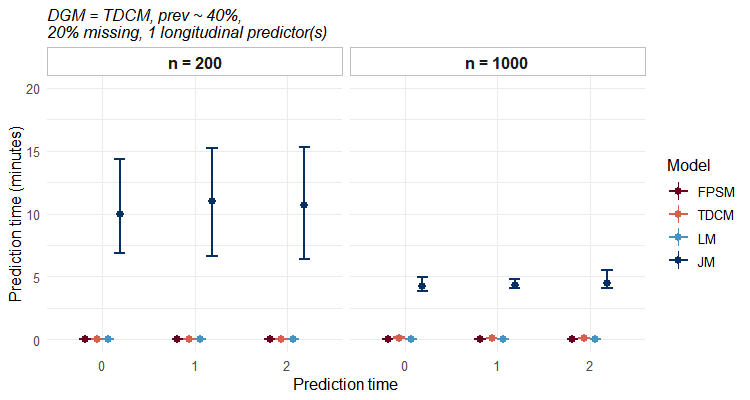 DGM = TDCM, prev ~ 40%,
20% missing, 1 longitudinal predictor(s)
n = 200
n = 1000
Prediction time (minutes)
20
15
10
5
0
0 1 2
0 1 2
Prediction time
Model
FPSM
TDCM
LM
JM